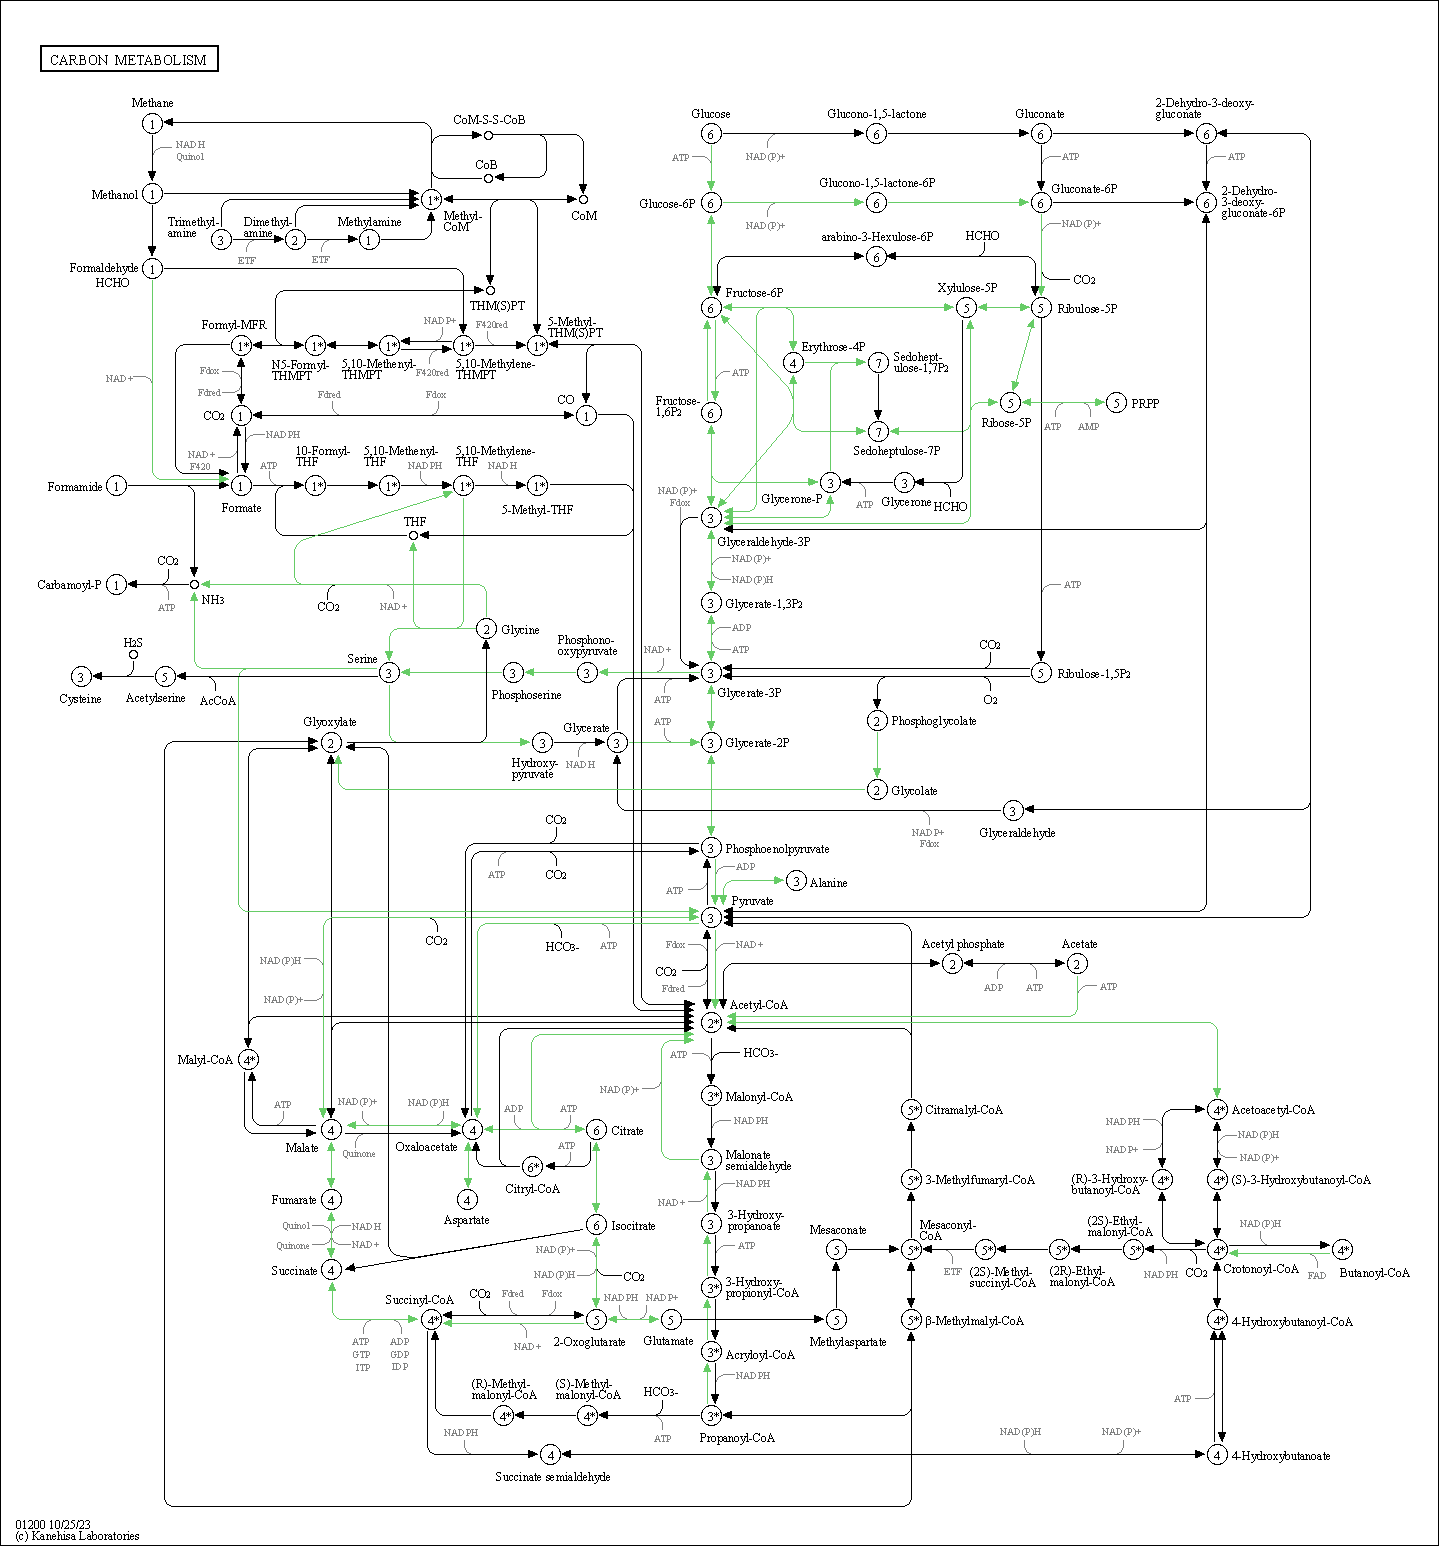 CARBON METABOLISM
Methane
1
NADH
Quinol
CoM-S-S-CoB
CoB
Methanol
1
1*
Methyl-
CoM
CoM
Trimethyl-
amine
3
Dimethyl-
amine
2
Methylamine
1
ETF
ETF
Formaldehyde
HCHO
1
THM(S)PT
Formyl-MFR
1*
N5-Formyl-
THMPT
1*
5,10-Methenyl-
THMPT
1*
NADP+
F420red
5,10-Methylene-
THMPT
1*
F420red
5-Methyl-
THM(S)PT
1*
NAD+
Fdox
Fdred
CO2
1
Fdred
Fdox
CO
1
NADPH
NAD+
F420
ATP
10-Formyl-
THF
1*
5,10-Methenyl-
THF
1*
NADPH
5,10-Methylene-
THF
1*
NADH
1*
5-Methyl-THF
Formamide
1
1
Formate
THF
CO2
Carbamoyl-P
1
ATP
NH3
CO2
NAD+
2
Glycine
H2S
Serine
3
Phosphono-
oxypyruvate
3
NAD+
3
Phosphoserine
3
Cysteine
5
Acetylserine
AcCoA
Glucose
6
Glucono-1,5-lactone
6
Gluconate
6
2-Dehydro-3-deoxy-
gluconate
6
ATP
NAD(P)+
ATP
ATP
Glucose-6P
6
Glucono-1,5-lactone-6P
6
Gluconate-6P
6
2-Dehydro-
3-deoxy-
gluconate-6P
6
NAD(P)+
NAD(P)+
arabino-3-Hexulose-6P
6
HCHO
CO2
Fructose-6P
6
Xylulose-5P
5
5
Ribulose-5P
Erythrose-4P
4
7
Sedohept-
ulose-1,7P2
ATP
Fructose-
1,6P2
6
7
Sedoheptulose-7P
5
Ribose-5P
ATP
AMP
5
PRPP
3
Glycerone-P
ATP
3
Glycerone
HCHO
NAD(P)+
Fdox
3
Glyceraldehyde-3P
NAD(P)+
NAD(P)H
ATP
3
Glycerate-1,3P2
ADP
ATP
CO2
3
Glycerate-3P
ATP
O2
5
Ribulose-1,5P2
Glyoxylate
2
3
Hydroxy-
pyruvate
Glycerate
3
NADH
ATP
3
Glycerate-2P
2
Phosphoglycolate
2
Glycolate
3
Glyceraldehyde
NADP+
Fdox
CO2
ATP
CO2
3
Phosphoenolpyruvate
ADP
ATP
3
Alanine
Pyruvate
3
CO2
HCO3-
ATP
NAD(P)H
NAD(P)+
Fdox
CO2
Fdred
NAD+
Acetyl phosphate
2
Acetate
2
ADP
ATP
ATP
Acetyl-CoA
2*
Malyl-CoA
4*
ATP
HCO3-
NAD(P)+
3*
Malonyl-CoA
NADPH
ATP
NAD(P)+
NAD(P)H
Malate
4
Quinone
Oxaloacetate
4
ADP
ATP
6
Citrate
ATP
6*
Citryl-CoA
3
Malonate
semialdehyde
NADPH
NAD+
5*
Citramalyl-CoA
4*
Acetoacetyl-CoA
NADPH
NADP+
NAD(P)H
NAD(P)+
Fumarate
4
4
Aspartate
5*
3-Methylfumaryl-CoA
(R)-3-Hydroxy-
butanoyl-CoA
4*
4*
(S)-3-Hydroxybutanoyl-CoA
Quinol
Quinone
NADH
NAD+
6
Isocitrate
3
3-Hydroxy-
propanoate
ATP
Mesaconate
5
Mesaconyl-
CoA
5*
ETF
5*
(2S)-Methyl-
succinyl-CoA
5*
(2R)-Ethyl-
malonyl-CoA
(2S)-Ethyl-
malonyl-CoA
5*
NADPH
CO2
4*
Crotonoyl-CoA
NAD(P)H
FAD
4*
Butanoyl-CoA
Succinate
4
NAD(P)+
NAD(P)H
CO2
3*
3-Hydroxy-
propionyl-CoA
Succinyl-CoA
4*
CO2
Fdred
Fdox
NAD+
5
2-Oxoglutarate
NADPH
NADP+
5
Glutamate
5
Methylaspartate
5*
β-Methylmalyl-CoA
4*
4-Hydroxybutanoyl-CoA
ATP
GTP
ITP
ADP
GDP
IDP
3*
Acryloyl-CoA
NADPH
(R)-Methyl-
malonyl-CoA
4*
(S)-Methyl-
malonyl-CoA
4*
HCO3-
ATP
3*
Propanoyl-CoA
ATP
NADPH
4
Succinate semialdehyde
NAD(P)H
NAD(P)+
4
4-Hydroxybutanoate
01200 10/25/23
(c) Kanehisa Laboratories